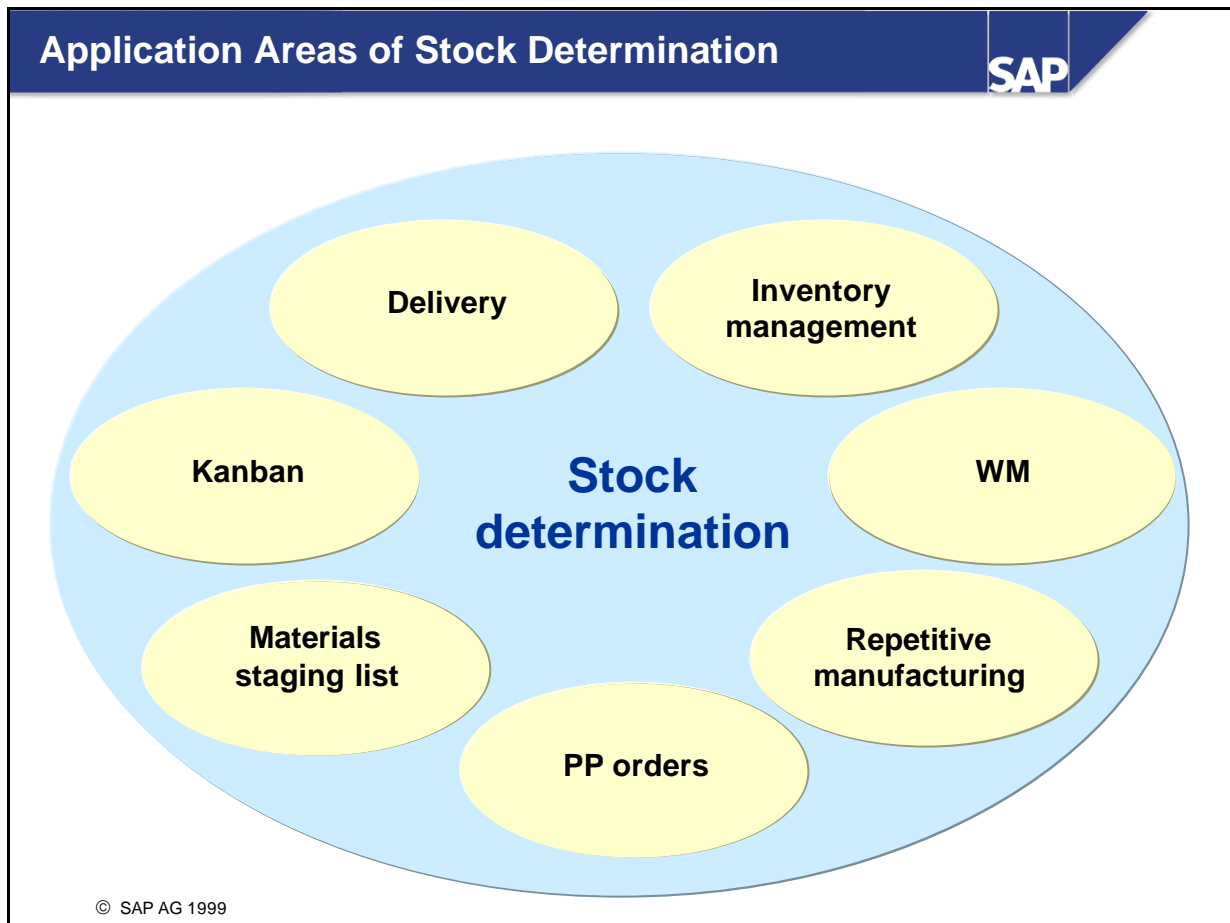 Application Areas of Stock Determination
SAP
Delivery
Inventory
management
Kanban
Stock
determination
WM
Materials
staging list
Repetitive
manufacturing
PP orders
© SAP AG 1999